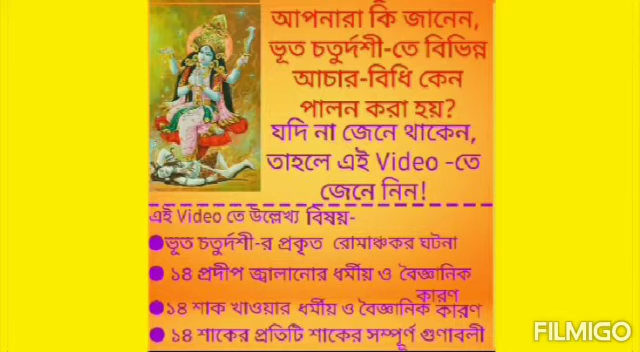 আপনারা কি জানেন,
ভূত চতুর্দশী-তে বিভিন্ন
আচার-বিধি কেন
পালন করা হয়?
যদি না জেনে থাকেন,
তাহলে এই Video -তে
জেনে নিন!
এই Video তে উল্লেখ্য বিষয়-
●ভূত চতুর্দশী-র প্রকৃত রোমাঞ্চকর ঘটনা
● ১৪ প্রদীপ জ্বালানোর ধর্মীয় ও বৈজ্ঞানিক
কারণ
●১৪ শাক খাওয়ার ধর্মীয় ও বৈজ্ঞানিক কারণ
● ১৪ শাকের প্রতিটি শাকের সম্পূর্ণ গুণাবলী
FILMIGO